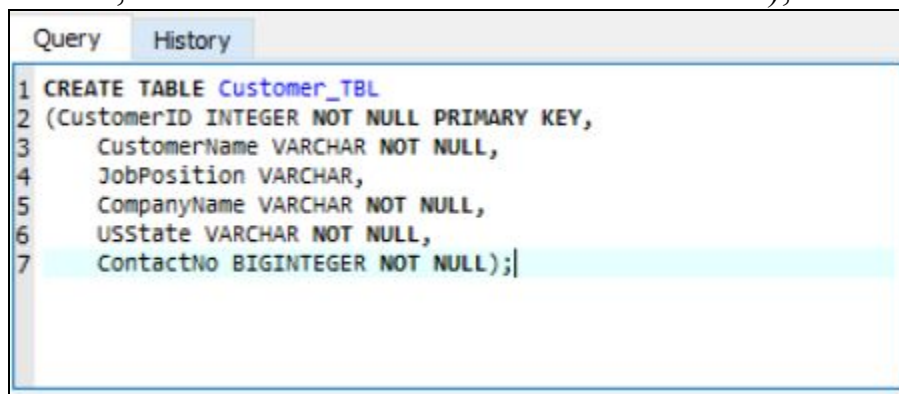 Query History
1 CREATE TABLE Customer_TBL
2 (CustomerID INTEGER NOT NULL PRIMARY KEY,
3 CustomerName VARCHAR NOT NULL,
4 JobPosition VARCHAR,
5 CompanyName VARCHAR NOT NULL,
6 USState VARCHAR NOT NULL,
7 ContactNo BIGINTEGER NOT NULL);